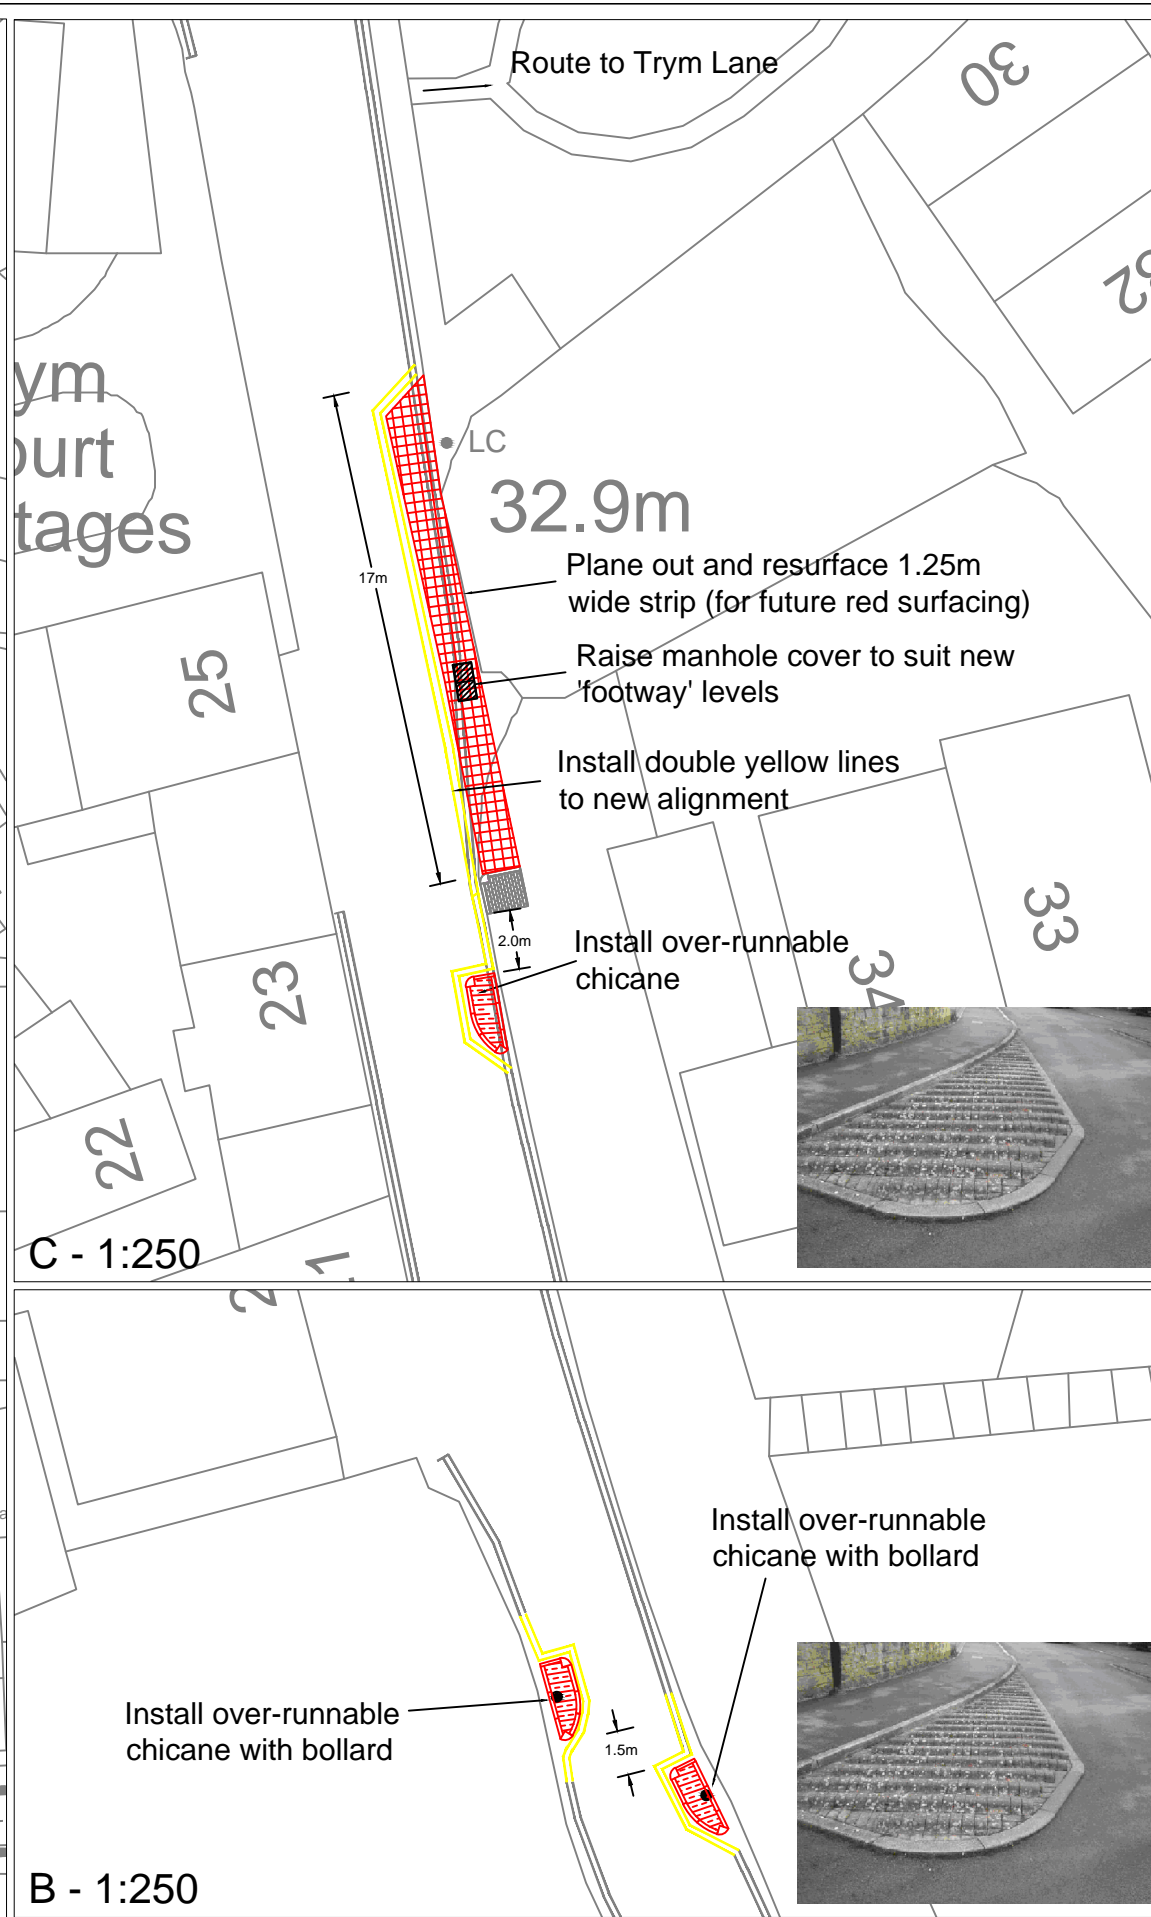 Route to Trym Lane
30
32
ym
LC
ourt
32.9m
tages
Plane out and resurface 1.25m
wide strip (for future red surfacing)
17m
Raise manhole cover to suit new
'footway' levels
25
Install double yellow lines
to new alignment
33
Install over-runnable
chicane
2.0m
34
23
22
C - 1:250
Install over-runnable
chicane with bollard
Install over-runnable
chicane with bollard
1.5m
B - 1:250